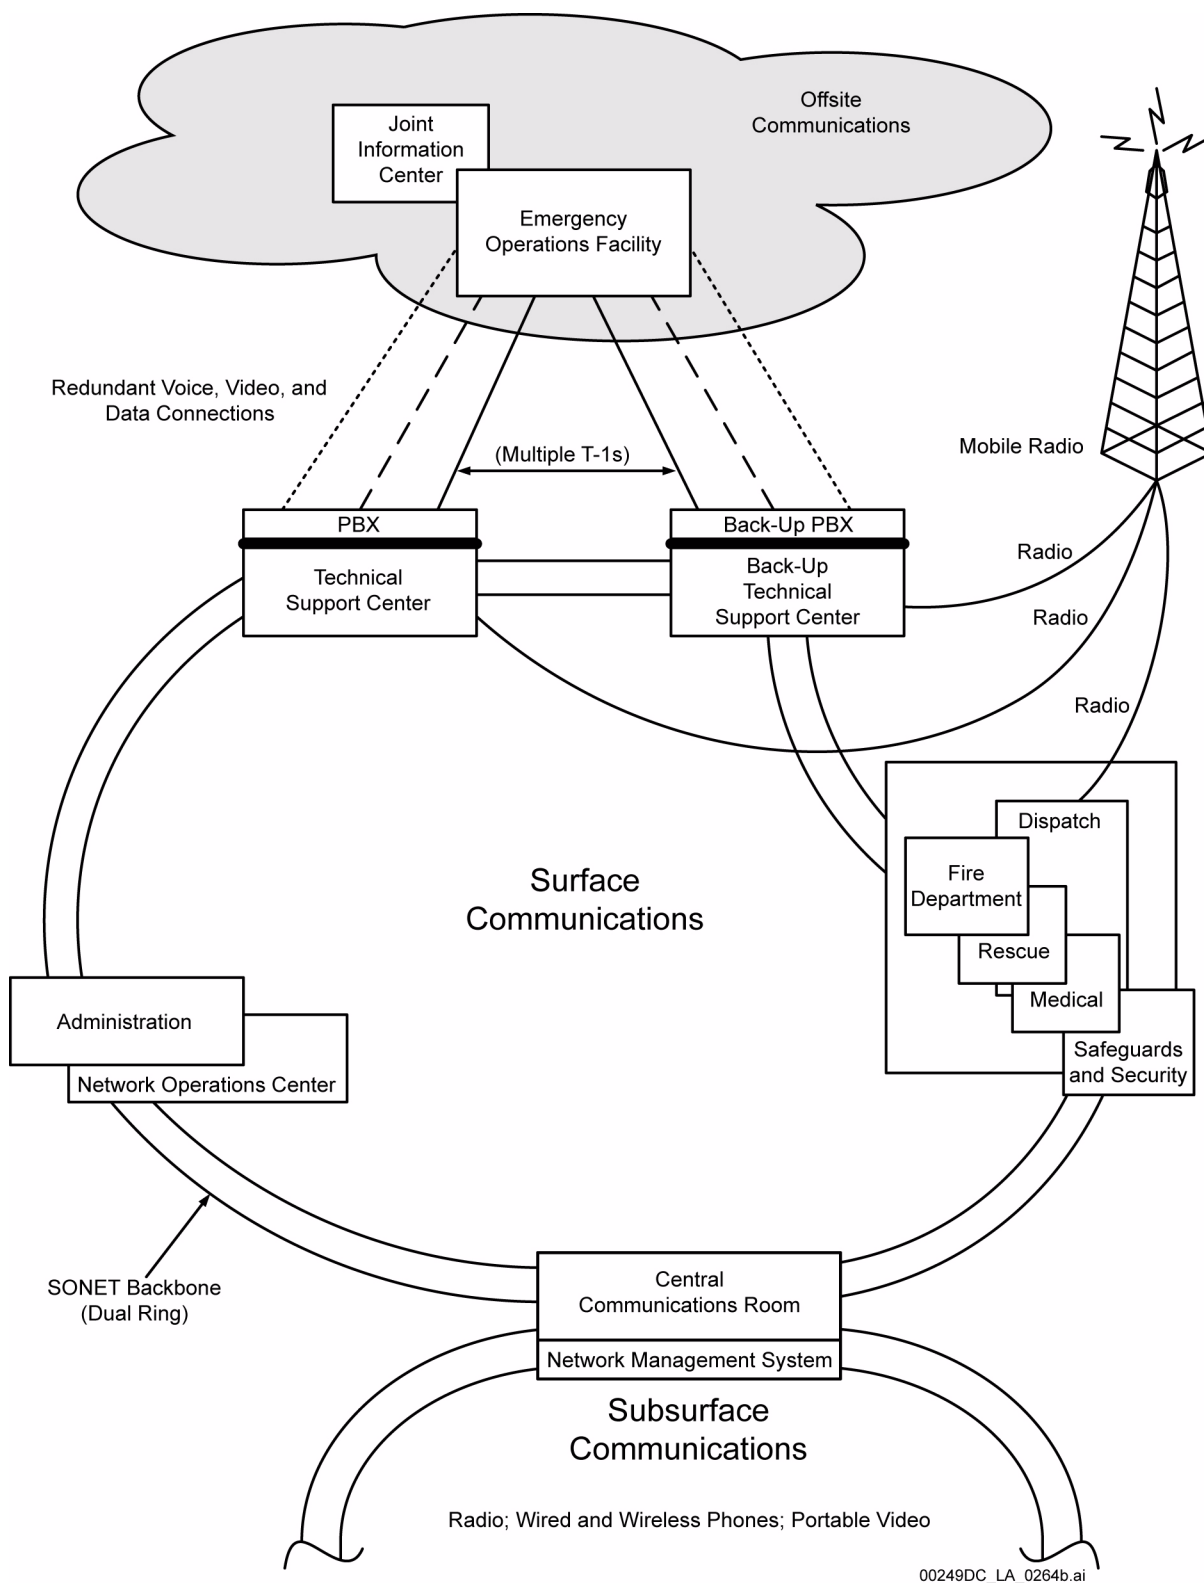 Offsite
Communications
Joint
Information
Center
Emergency
Operations Facility
Redundant Voice, Video, and
Data Connections
(Multiple T-1s)
Mobile Radio
PBX
Technical
Support Center
Back-Up PBX
Back-Up
Technical
Support Center
Radio
Radio
Radio
Dispatch
Fire
Department
Rescue
Medical
Safeguards
and Security
Surface
Communications
Administration
Network Operations Center
SONET Backbone
(Dual Ring)
Central
Communications Room
Network Management System
Subsurface
Communications
Radio; Wired and Wireless Phones; Portable Video
00249DC_LA_0264b.ai